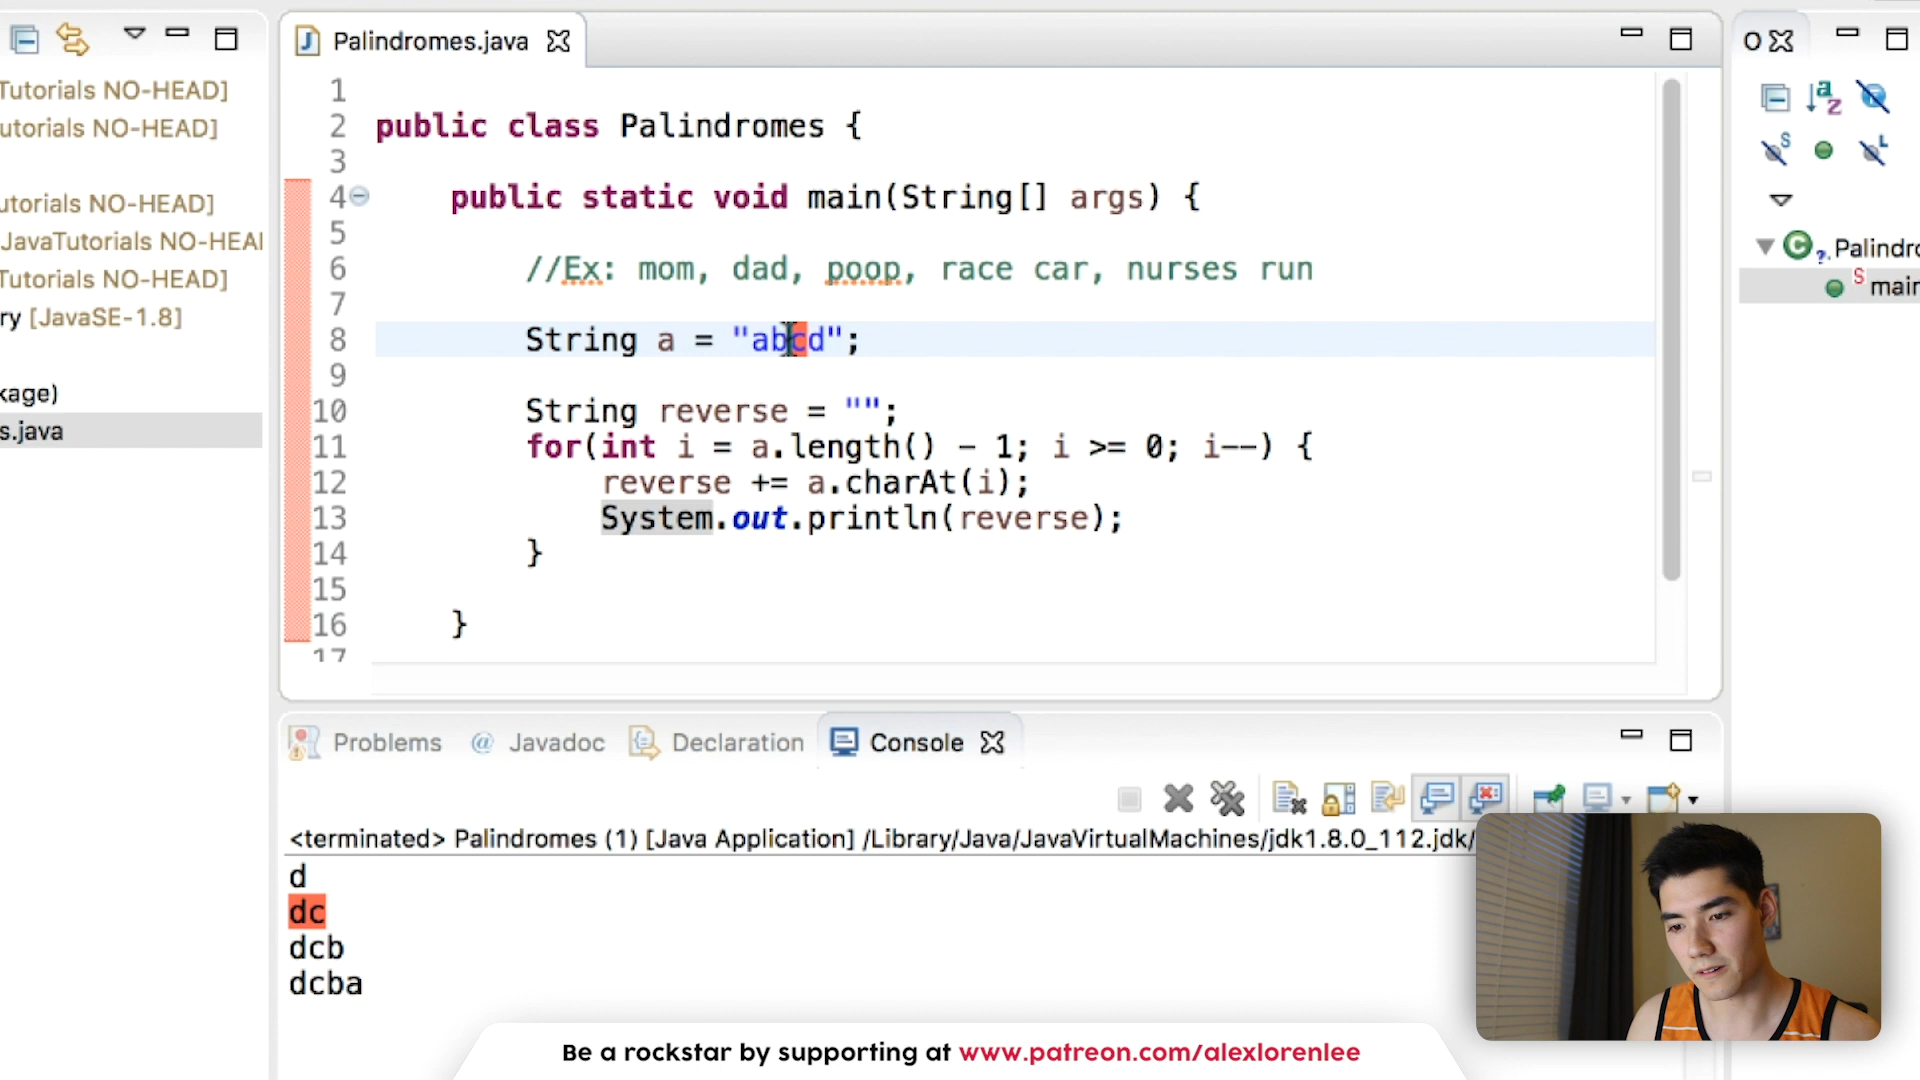 Tutorials NO-HEAD]
utorials NO-HEAD]
utorials NO-HEAD]
JavaTutorials NO-HEA
Tutorials NO-HEAD]
ry [JavaSE-1.8]
kage)
s.java
Palindromes.java
1
2 public class Palindromes {
3
4 public static void main(String[] args) {
5
6 //Ex: mom, dad, poop, race car, nurses run
7
8 String a = "abcd";
9
10 String reverse = "";
11 for(int i = a.length() - 1; i >= 0; i--) {
12 reverse += a.charAt(i);
13 System.out.println(reverse);
14 }
15
16 }
17
Palindro
main
Problems @ Javadoc Declaration Console
<terminated> Palindromes (1) [Java Application] /Library/Java/JavaVirtualMachines/jdk1.8.0_112.jdk/
d
dc
dcb
dcba
Be a rockstar by supporting at www.patreon.com/alexlorenlee